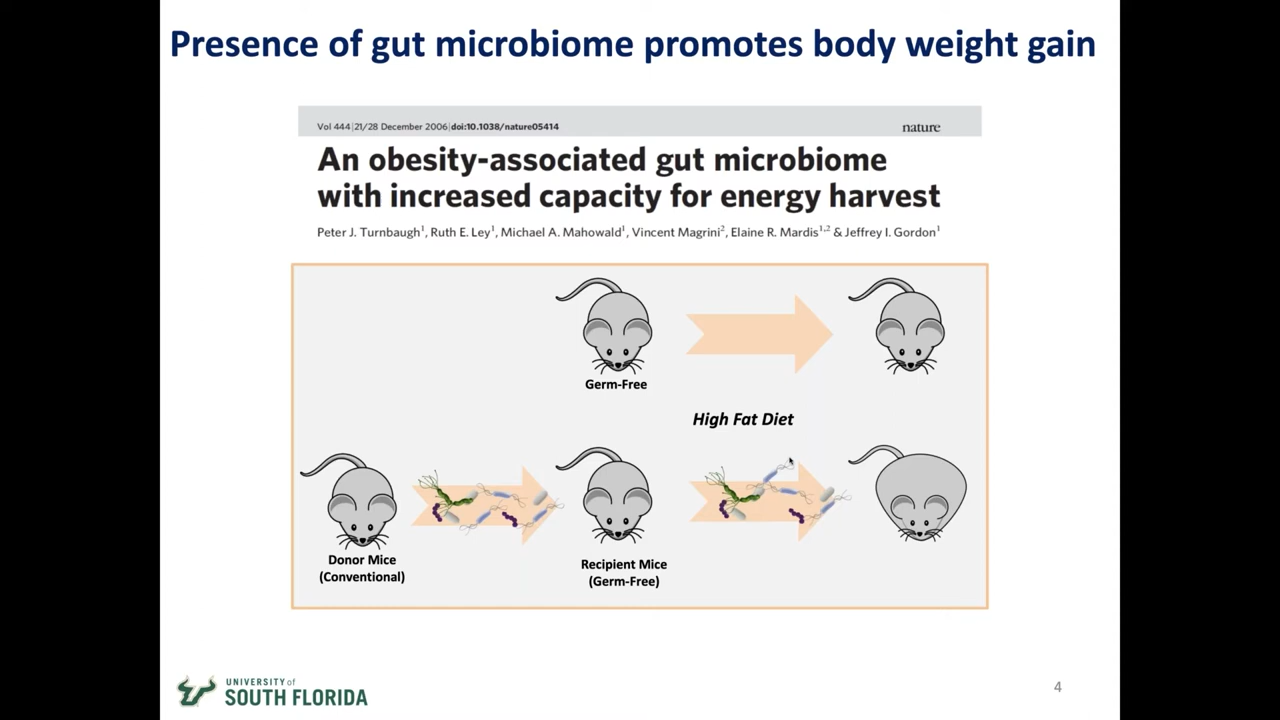 Presence of gut microbiome promotes body weight gain
Vol 444|21/28 December 2006|doi:10.1038/nature05414
nature
An obesity-associated gut microbiome
with increased capacity for energy harvest
Peter J. Turnbaugh¹, Ruth E. Ley¹, Michael A. Mahowald¹, Vincent Magrini², Elaine R. Mardis¹,² & Jeffrey I. Gordon¹
Germ-Free
High Fat Diet
Donor Mice
(Conventional)
Recipient Mice
(Germ-Free)
UNIVERSITY of
SOUTH FLORIDA
4